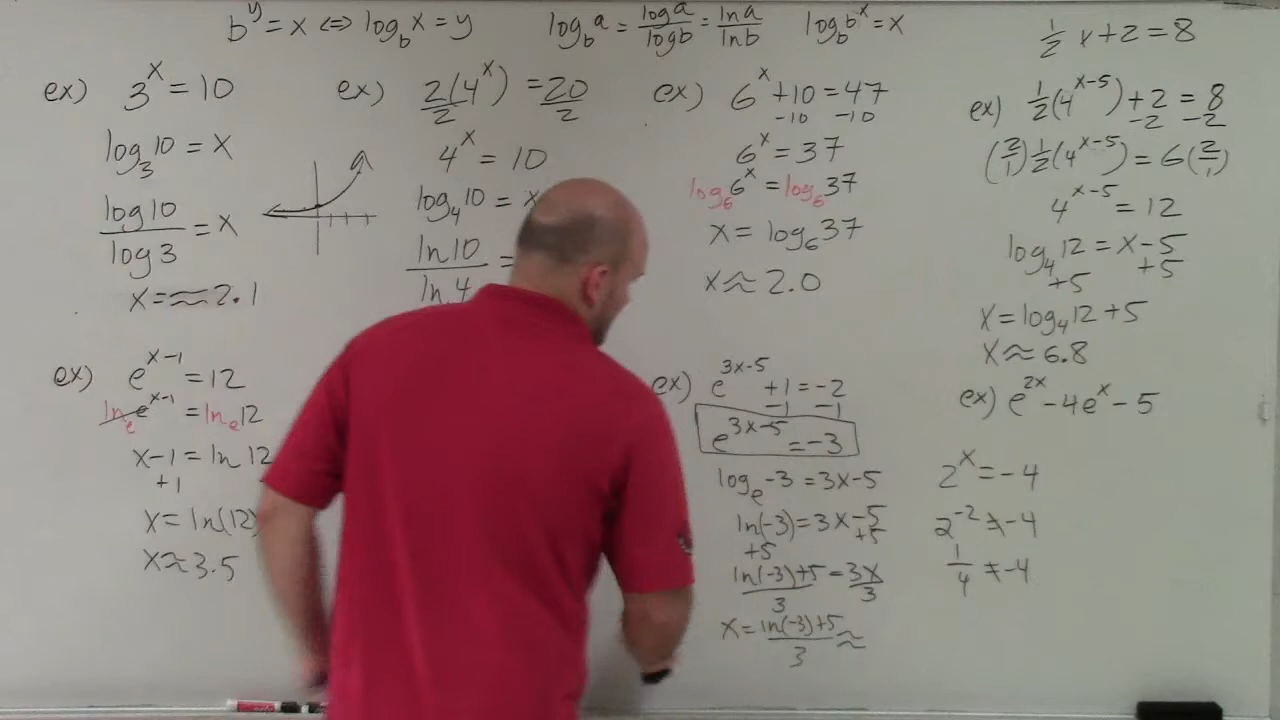 b^y = x ⇔ log_b x = y
log_b a = log a / log b = ln a / ln b
log_b b^x = x
1/2 x + 2 = 8
ex) 3^x = 10
log_3 10 = x
log 10 / log 3 = x
x = ≈ 2.1
ex) 2(4^x) / 2 = 20 / 2
4^x = 10
log_4 10 = x
ln 10 / ln 4 =
ex) 6^x + 10 = 47
-10 -10
6^x = 37
log_6 6^x = log_6 37
x = log_6 37
x ≈ 2.0
ex) 1/2 (4^(x-5)) + 2 = 8
-2 -2
(2/1) 1/2 (4^(x-5)) = 6 (2/1)
4^(x-5) = 12
log_4 12 = x - 5
+5 +5
x = log_4 12 + 5
x ≈ 6.8
ex) e^(x-1) = 12
ln_e e^(x-1) = ln_e 12
x-1 = ln 12
+1
x = ln(12)
x ≈ 3.5
ex) e^(3x-5) + 1 = -2
-1 -1
e^(3x-5) = -3
log_e -3 = 3x-5
ln(-3) = 3x-5
+5 +5
ln(-3)+5 / 3 = 3x / 3
x = ln(-3)+5 / 3 ≈
ex) e^(2x) - 4e^x - 5
2^x = -4
2^-2 ≠ -4
1/4 ≠ -4